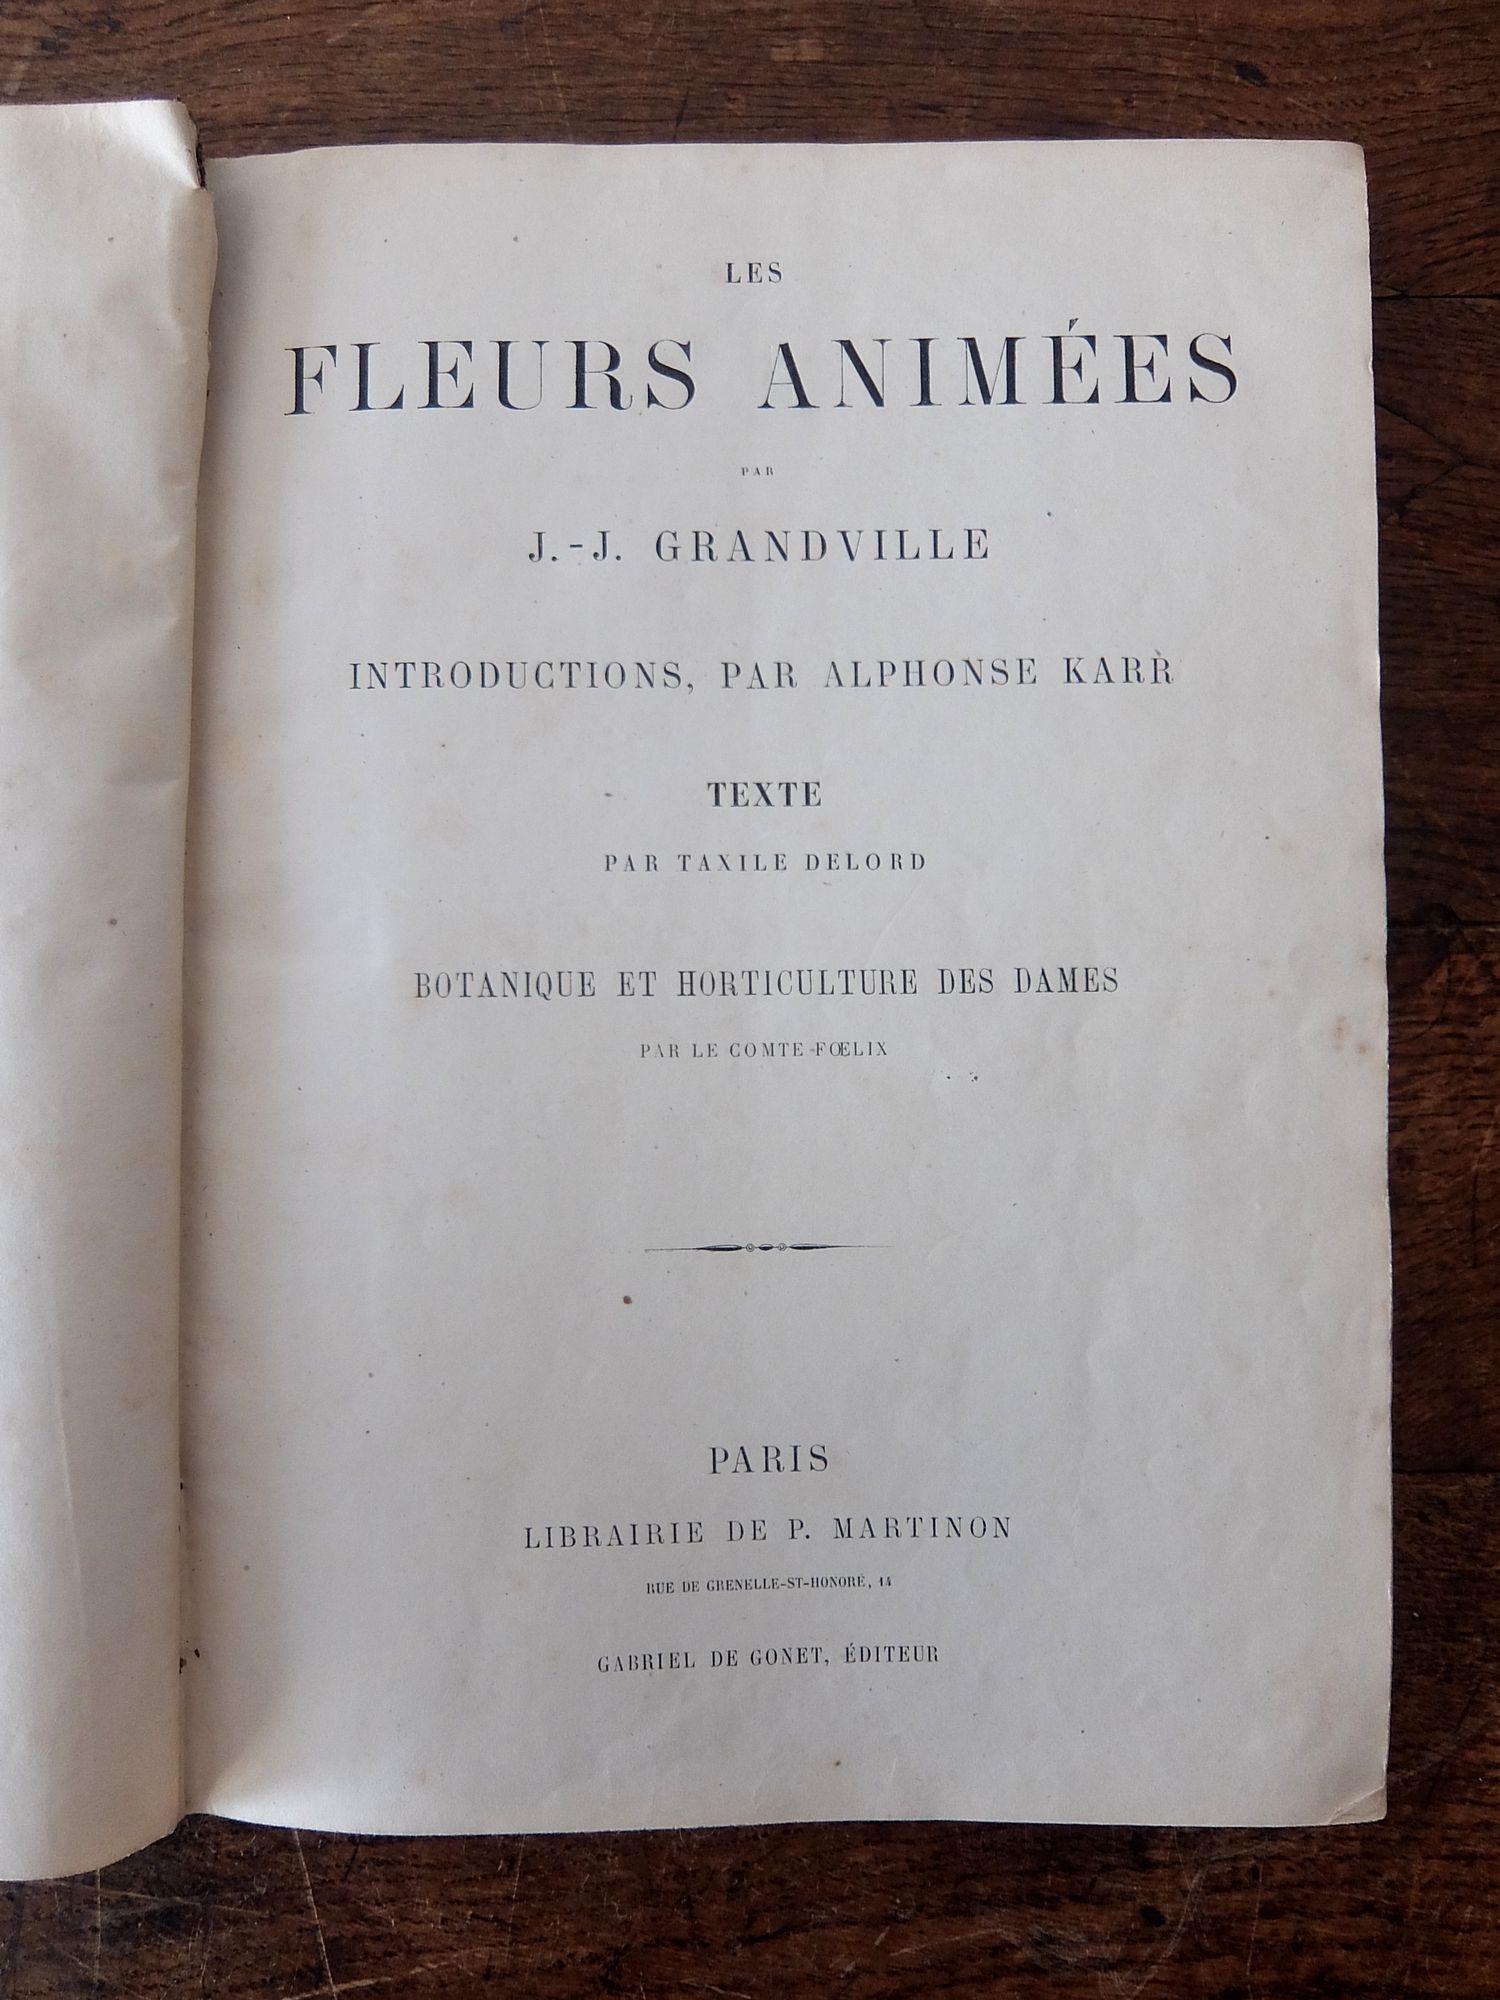 LES
FLEURS ANIMÉES
PAR
J.-J. GRANDVILLE
INTRODUCTIONS, PAR ALPHONSE KARR
TEXTE
PAR TAXILE DELORD
BOTANIQUE ET HORTICULTURE DES DAMES
PAR LE COMTE FŒLIX
PARIS
LIBRAIRIE DE P. MARTINON
RUE DE GRENELLE-ST-HONORÉ, 14
GABRIEL DE GONET, ÉDITEUR